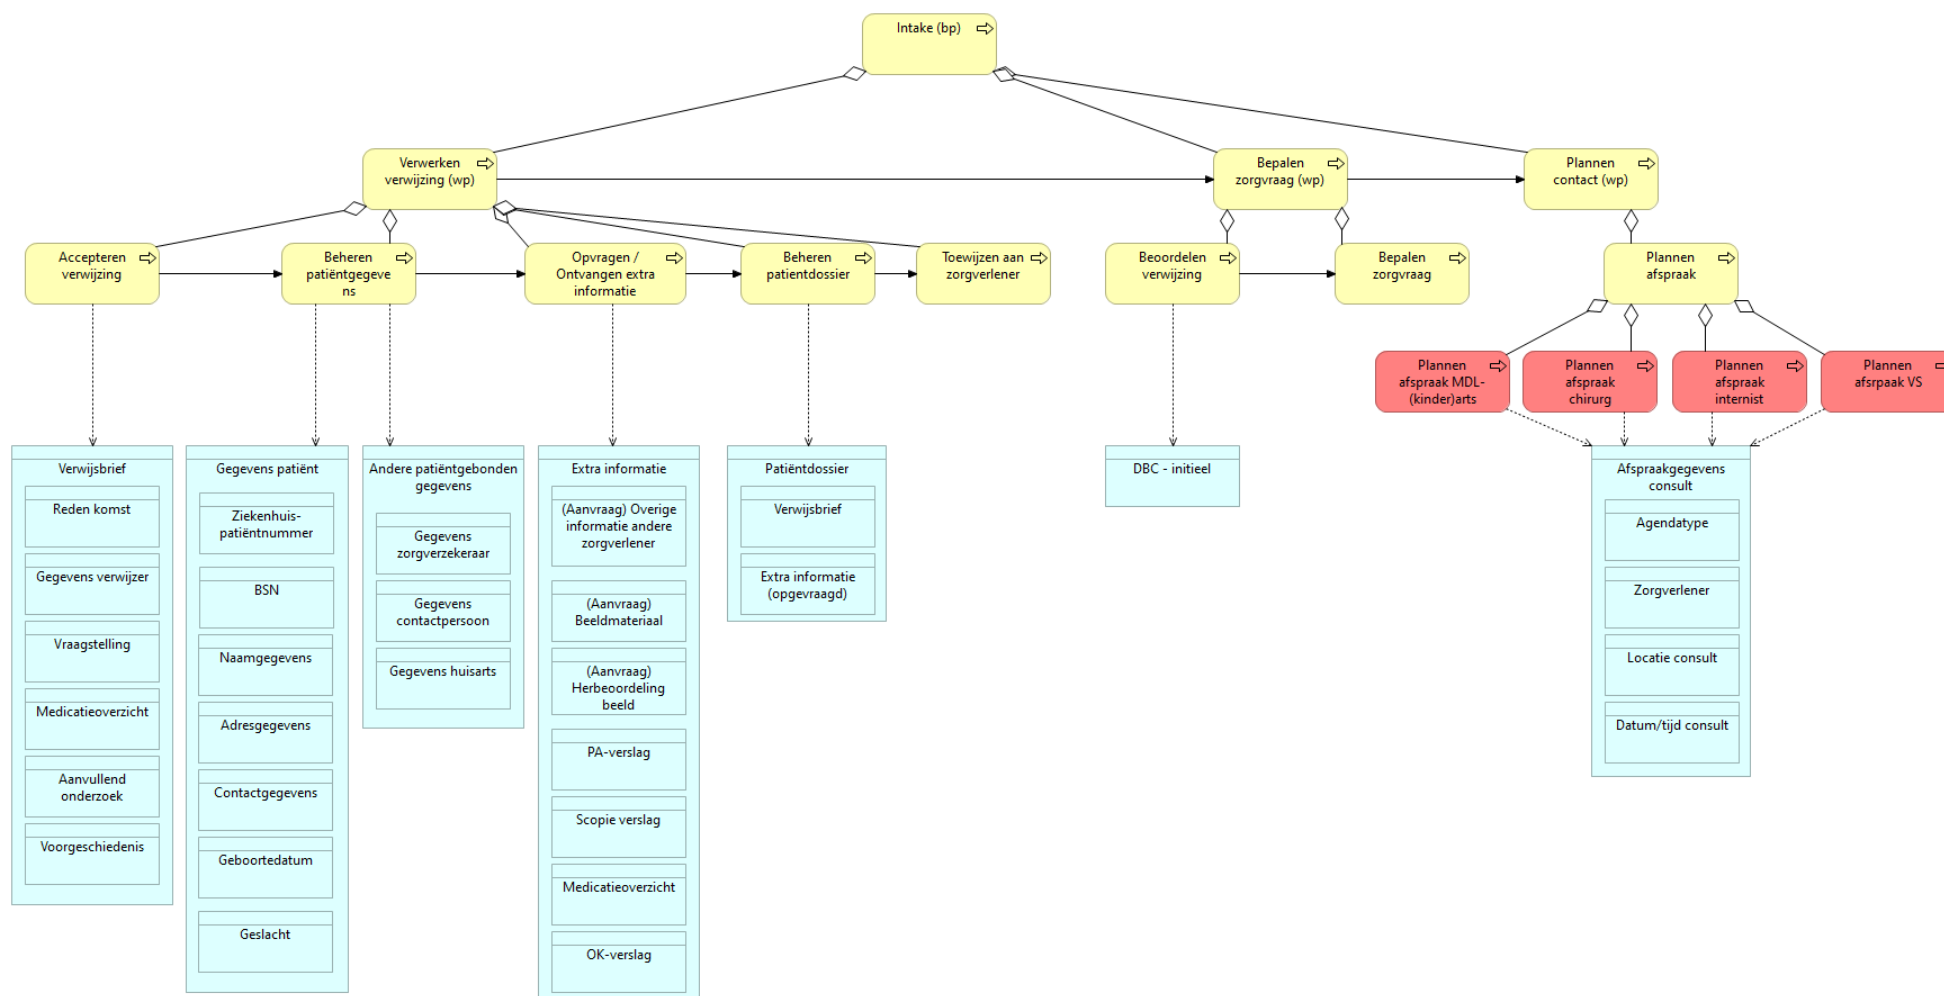 Intake (bp)
Verwerken
verwijzing (wp)
Bepalen
zorgvraag (wp)
Plannen
contact (wp)
Accepteren
verwijzing
Beheren
patiëntgegeve
ns
Opvragen /
Ontvangen extra
informatie
Beheren
patientdossier
Toewijzen aan
zorgverlener
Beoordelen
verwijzing
Bepalen
zorgvraag
Plannen
afspraak
Plannen
afspraak MDL-
(kinder)arts
Plannen
afspraak
chirurg
Plannen
afspraak
internist
Plannen
afsrpaak VS
Verwijsbrief
Reden komst
Gegevens verwijzer
Vraagstelling
Medicatieoverzicht
Aanvullend
onderzoek
Voorgeschiedenis
Gegevens patiënt
Ziekenhuis-
patiëntnummer
BSN
Naamgegevens
Adresgegevens
Contactgegevens
Geboortedatum
Geslacht
Andere patiëntgebonden
gegevens
Gegevens
zorgverzekeraar
Gegevens
contactpersoon
Gegevens huisarts
Extra informatie
(Aanvraag) Overige
informatie andere
zorgverlener
(Aanvraag)
Beeldmateriaal
(Aanvraag)
Herbeoordeling
beeld
PA-verslag
Scopie verslag
Medicatieoverzicht
OK-verslag
Patiëntdossier
Verwijsbrief
Extra informatie
(opgevraagd)
DBC - initieel
Afspraakgegevens
consult
Agendatype
Zorgverlener
Locatie consult
Datum/tijd consult